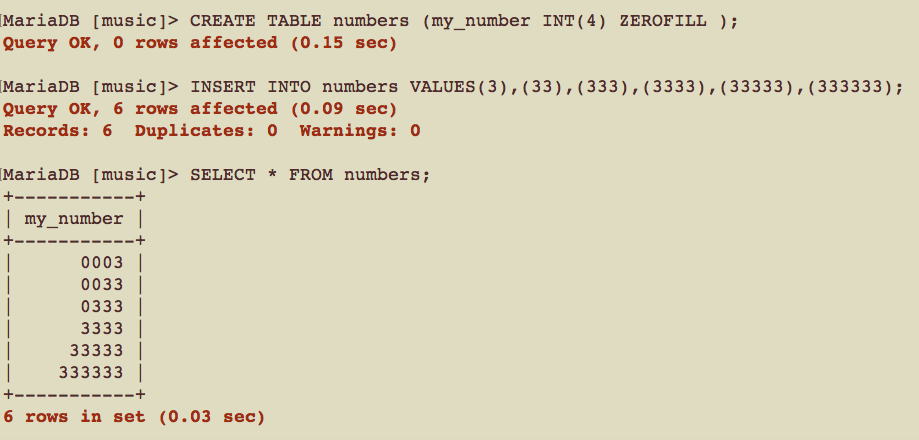 [MariaDB [music]> CREATE TABLE numbers (my_number INT(4) ZEROFILL );
Query OK, 0 rows affected (0.15 sec)
[MariaDB [music]> INSERT INTO numbers VALUES(3),(33),(333),(3333),(33333),(333333);
Query OK, 6 rows affected (0.09 sec)
Records: 6  Duplicates: 0  Warnings: 0
[MariaDB [music]> SELECT * FROM numbers;
+-----------+
| my_number |
+-----------+
|      0003 |
|      0033 |
|      0333 |
|      3333 |
|     33333 |
|    333333 |
+-----------+
6 rows in set (0.03 sec)